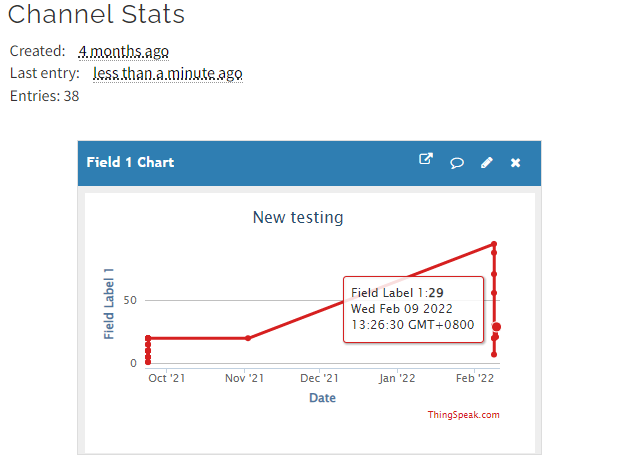 Channel Stats
Created: 4 months ago
Last entry: less than a minute ago
Entries: 38
Field 1 Chart
New testing
Field Label 1
50
0
Field Label 1:29
Wed Feb 09 2022
13:26:30 GMT+0800
Oct '21 Nov '21 Dec '21 Jan '22 Feb '22
Date
ThingSpeak.com